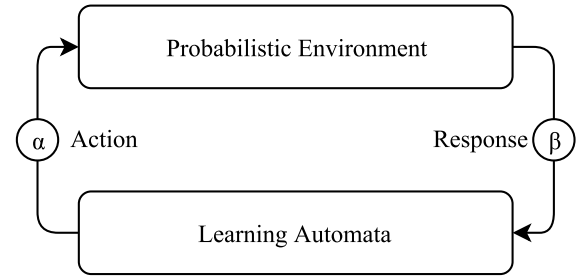 Probabilistic Environment
α Action
Response β
Learning Automata